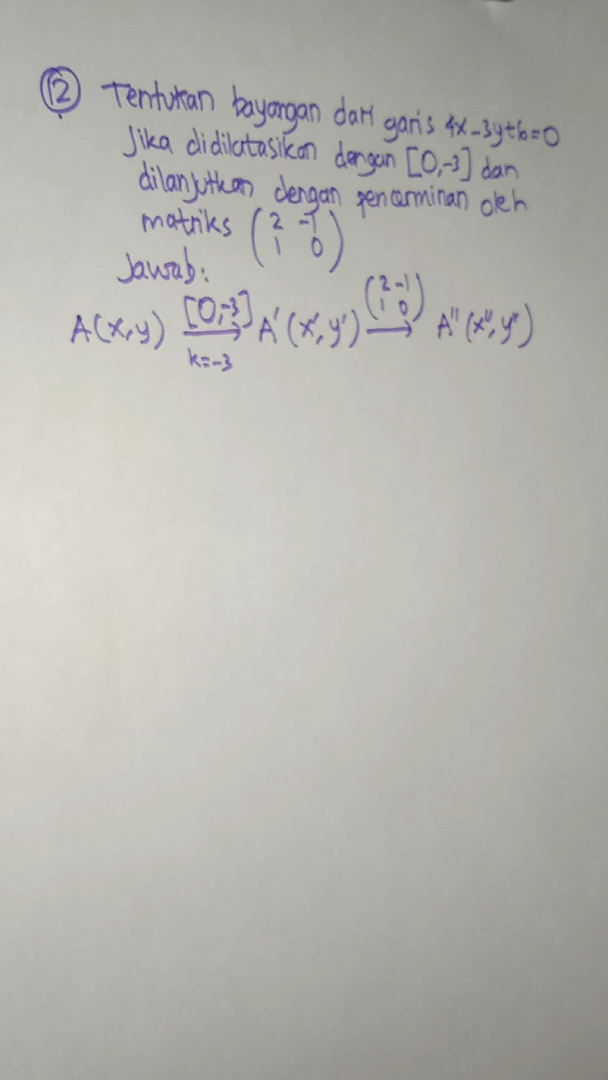 12 Tentukan bayangan dari garis 4x-3y+6=0
Jika didilatasikan dengan [0,-3] dan
dilanjutkan dengan pencerminan oleh
matriks (2 -1
1 0)
Jawab:
A(x,y) [0,-3] k=-3 → A'(x',y') (2 -1
1 0) → A"(x",y")